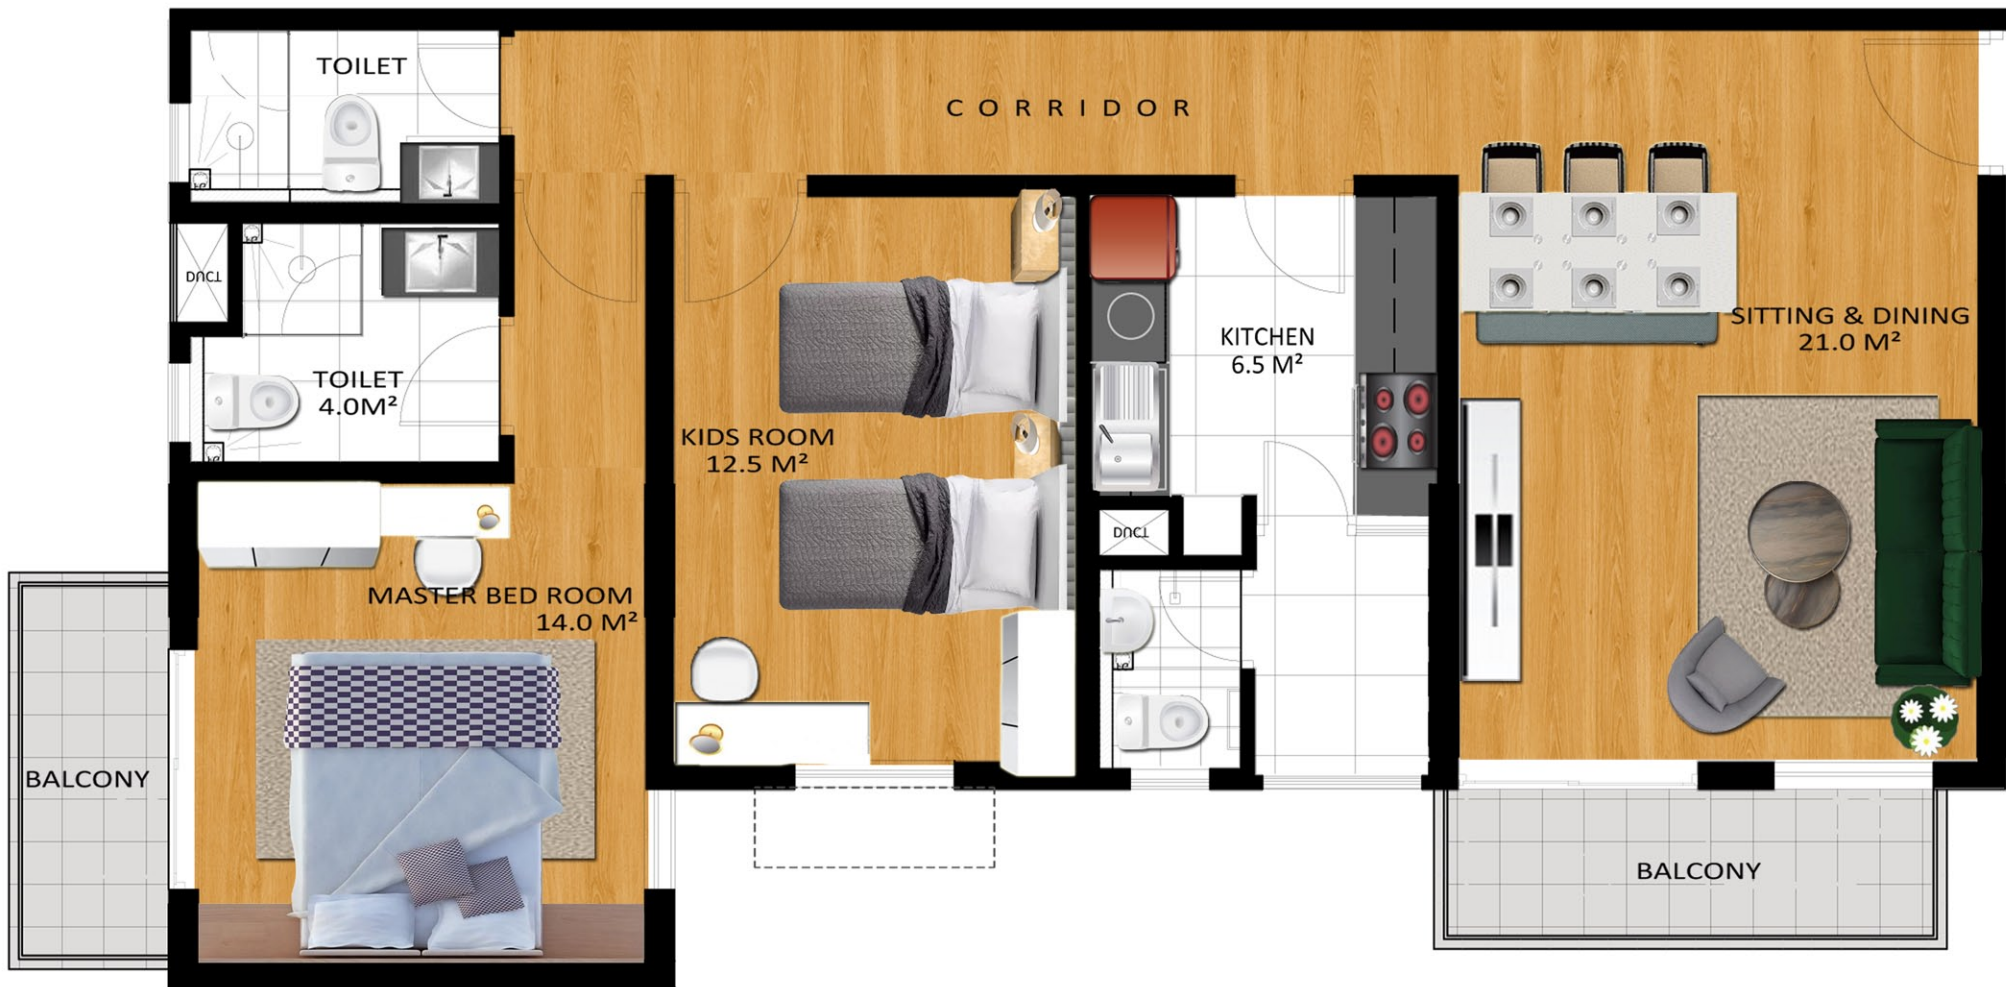 TOILET
CORRIDOR
DUCT
TOILET
4.0M²
KIDS ROOM
12.5 M²
KITCHEN
6.5 M²
SITTING & DINING
21.0 M²
DUCT
MASTER BED ROOM
14.0 M²
BALCONY
BALCONY